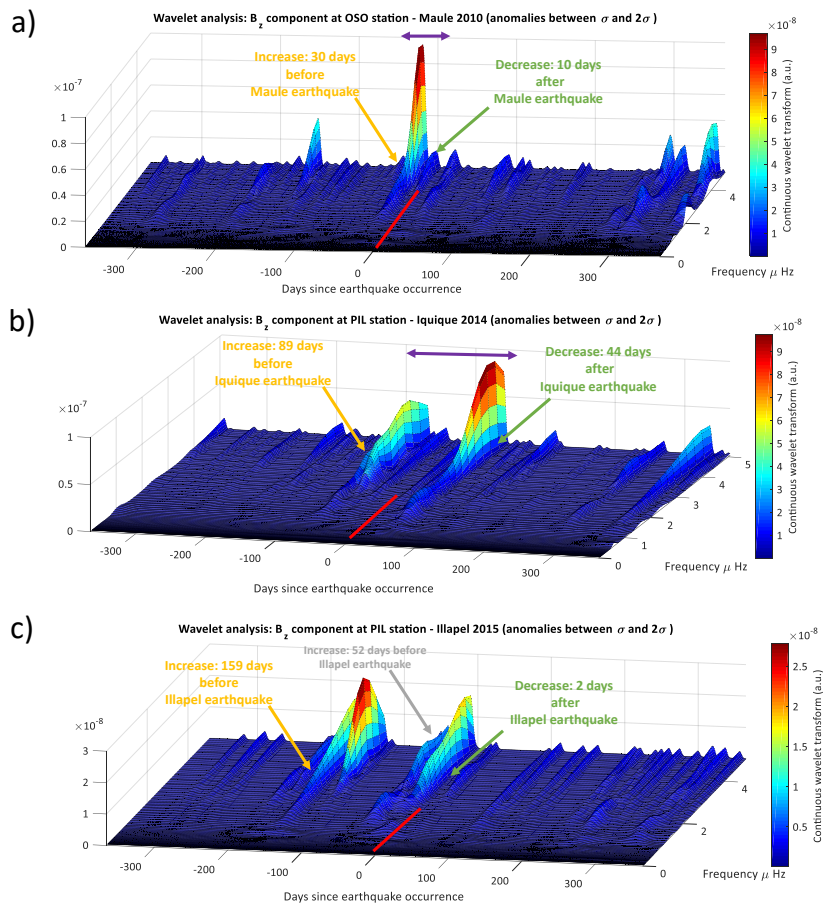 a)
Wavelet analysis: B_z component at OSO station - Maule 2010 (anomalies between σ and 2σ )
Increase: 30 days
before
Maule earthquake
Decrease: 10 days
after
Maule earthquake
×10^-7
1
0.8
0.6
0.4
0.2
0
-300
-200
-100
0
100
200
300
Days since earthquake occurrence
0
2
4
Frequency μ Hz
×10^-8
9
8
7
6
5
4
3
2
1
Continuous wavelet transform (a.u.)
b)
Wavelet analysis: B_z component at PIL station - Iquique 2014 (anomalies between σ and 2σ )
Increase: 89 days
before
Iquique earthquake
Decrease: 44 days
after
Iquique earthquake
×10^-7
1
0.5
0
-300
-200
-100
0
100
200
300
Days since earthquake occurrence
0
1
2
3
4
5
Frequency μ Hz
×10^-8
9
8
7
6
5
4
3
2
1
Continuous wavelet transform (a.u.)
c)
Wavelet analysis: B_z component at PIL station - Illapel 2015 (anomalies between σ and 2σ )
Increase: 159 days
before
Illapel earthquake
Increase: 52 days before
Illapel earthquake
Decrease: 2 days
after
Illapel earthquake
×10^-8
3
2
1
0
-300
-200
-100
0
100
200
300
Days since earthquake occurrence
0
2
4
Frequency μ Hz
×10^-8
2.5
2
1.5
1
0.5
Continuous wavelet transform (a.u.)